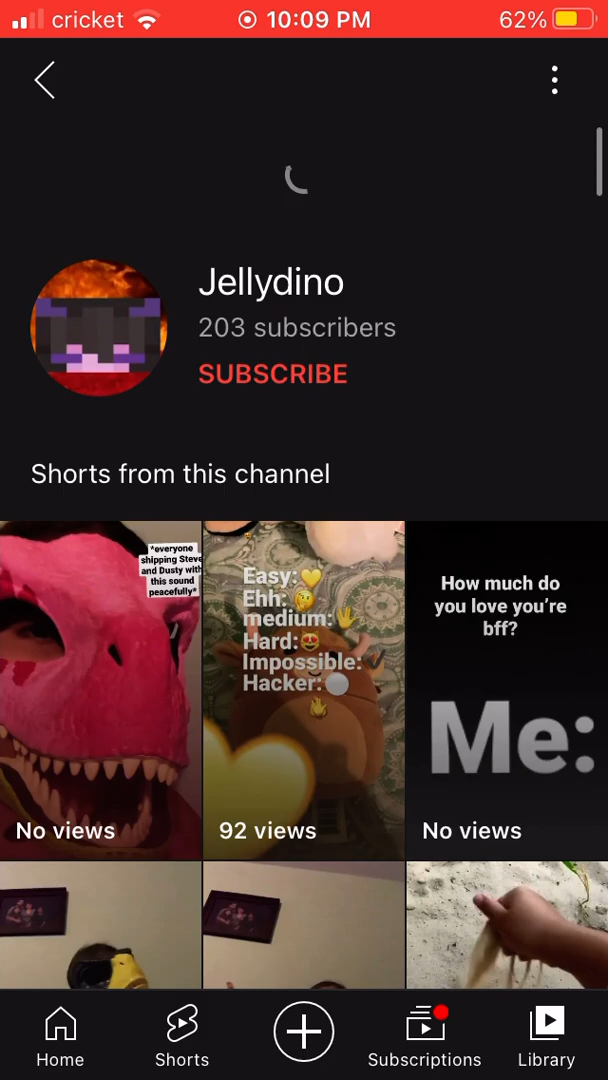 cricket 10:09 PM 62%
Jellydino
203 subscribers
SUBSCRIBE
Shorts from this channel
*everyone
shipping Steve
and Dusty with
this sound
peacefully*
No views
Easy:💛
Ehh:🤔
medium:🖖
Hard:😍
Impossible:
Hacker:
92 views
How much do
you love you're
bff?
Me:
No views
Home Shorts Subscriptions Library